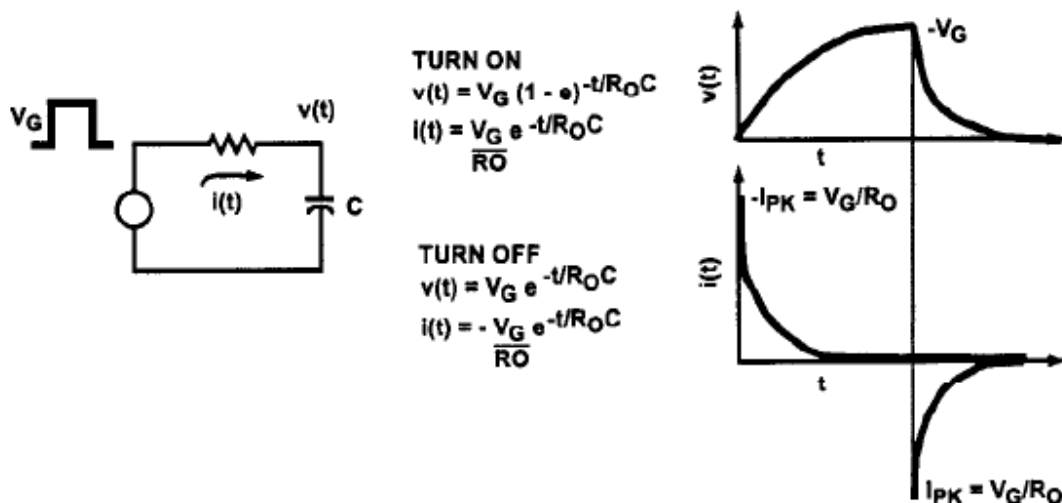 VG
v(t)
i(t)
C
TURN ON
v(t) = VG (1 - e)-t/ROC
i(t) = VG e-t/ROC
RO
TURN OFF
v(t) = VG e-t/ROC
i(t) = - VG e-t/ROC
RO
v(t)
-VG
t
i(t)
-IPK = VG/RO
t
IPK = VG/RO